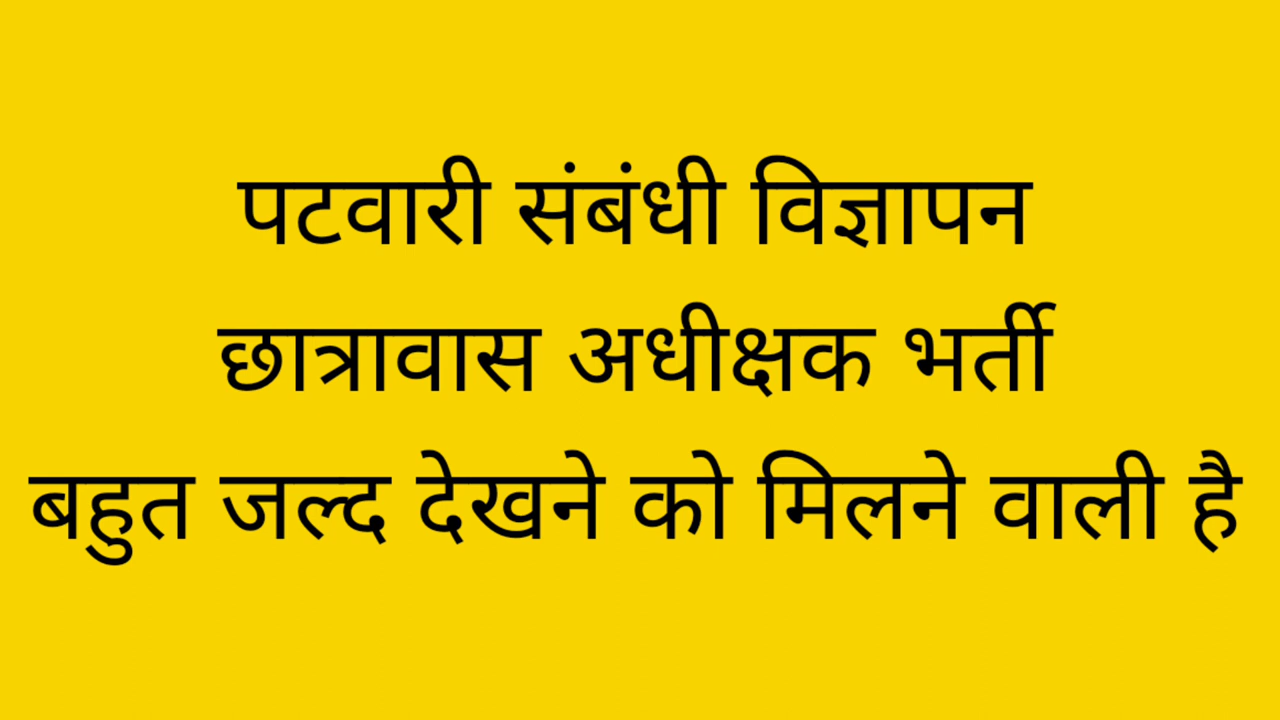 पटवारी संबंधी विज्ञापन
छात्रावास अधीक्षक भर्ती
बहुत जल्द देखने को मिलने वाली है